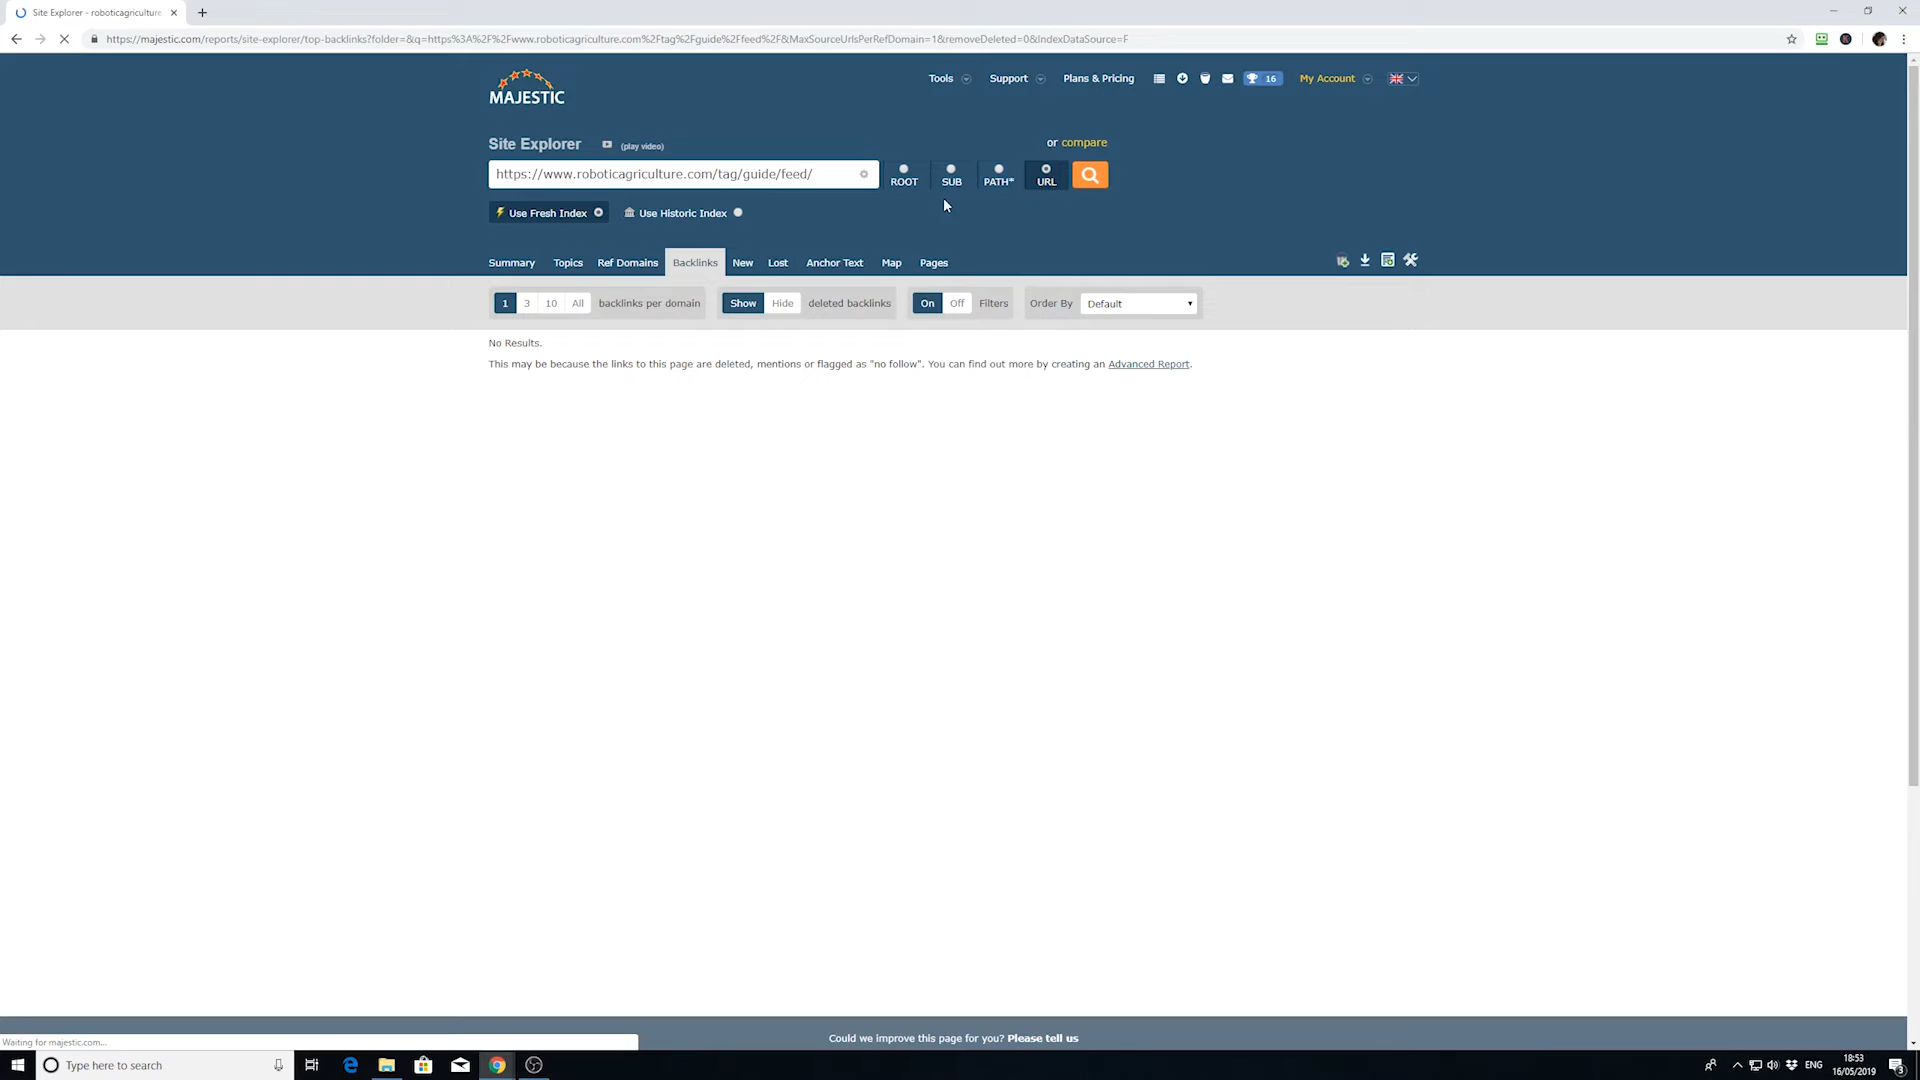 Site Explorer - roboticagriculture
https://majestic.com/reports/site-explorer/top-backlinks?folder=&q=https%3A%2F%2Fwww.roboticagriculture.com%2Ftag%2Fguide%2Ffeed%2F&MaxSourceUrlsPerRefDomain=1&removeDeleted=0&IndexDataSource=F
MAJESTIC
Tools Support Plans & Pricing 16 My Account
Site Explorer (play video) or compare
https://www.roboticagriculture.com/tag/guide/feed/ ROOT SUB PATH* URL
Use Fresh Index Use Historic Index
Summary Topics Ref Domains Backlinks New Lost Anchor Text Map Pages
1 3 10 All backlinks per domain Show Hide deleted backlinks On Off Filters Order By Default
No Results.
This may be because the links to this page are deleted, mentions or flagged as "no follow". You can find out more by creating an Advanced Report.
Could we improve this page for you? Please tell us
Waiting for majestic.com...
Type here to search
ENG
18:53
16/05/2019
3